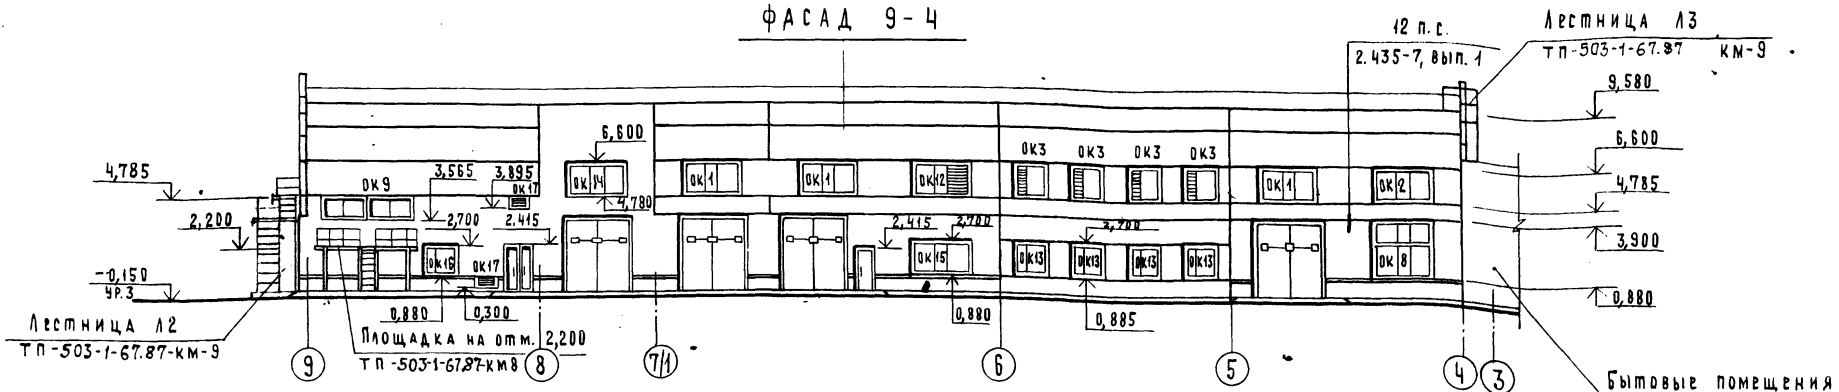 ФАСАД 9-4
12 п.с.
2.435-7, вып. 1
Лестница Л3
ТП-503-1-67.87 КМ-9
9,580
6,600
6,600
4,785
3,900
0,880
4,785
2,200
-0,150
УР.З
ОК9
3,565
3,895
ОК17
ОК14
4,780
ОК1
ОК1
ОК12
ОК3
ОК3
ОК3
ОК3
ОК1
ОК2
2,700
2.415
2,415
2,700
2,700
ОК16
ОК17
ОК15
ОК13
ОК13
ОК13
ОК13
ОК8
0,880
0,300
0,880
0,885
Лестница Л2
ТП-503-1-67.87-КМ-9
Площадка на отм. 2,200
ТП-503-1-67.87-КМ8
9
8
7/1
6
5
4
3
Бытовые помещения